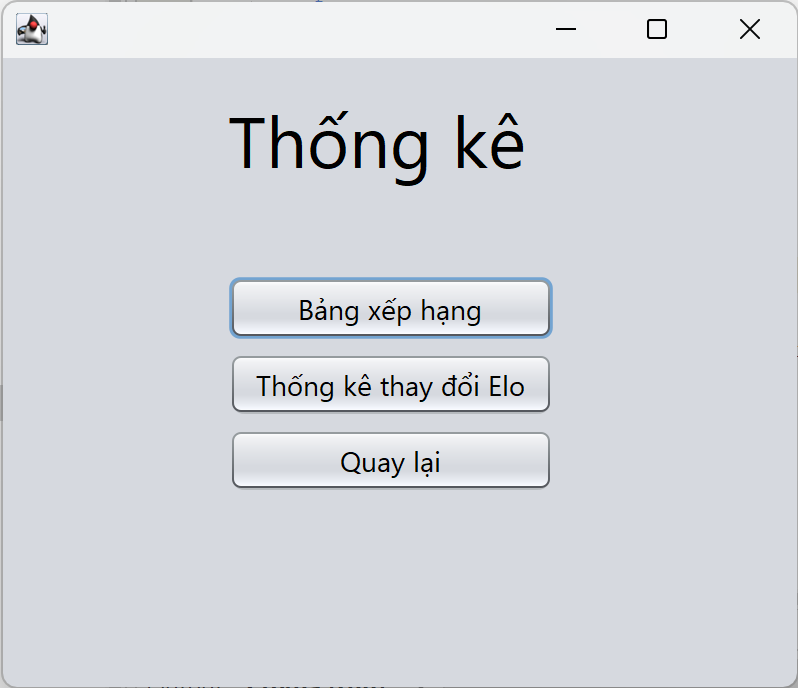 Thống kê
Bảng xếp hạng
Thống kê thay đổi Elo
Quay lại